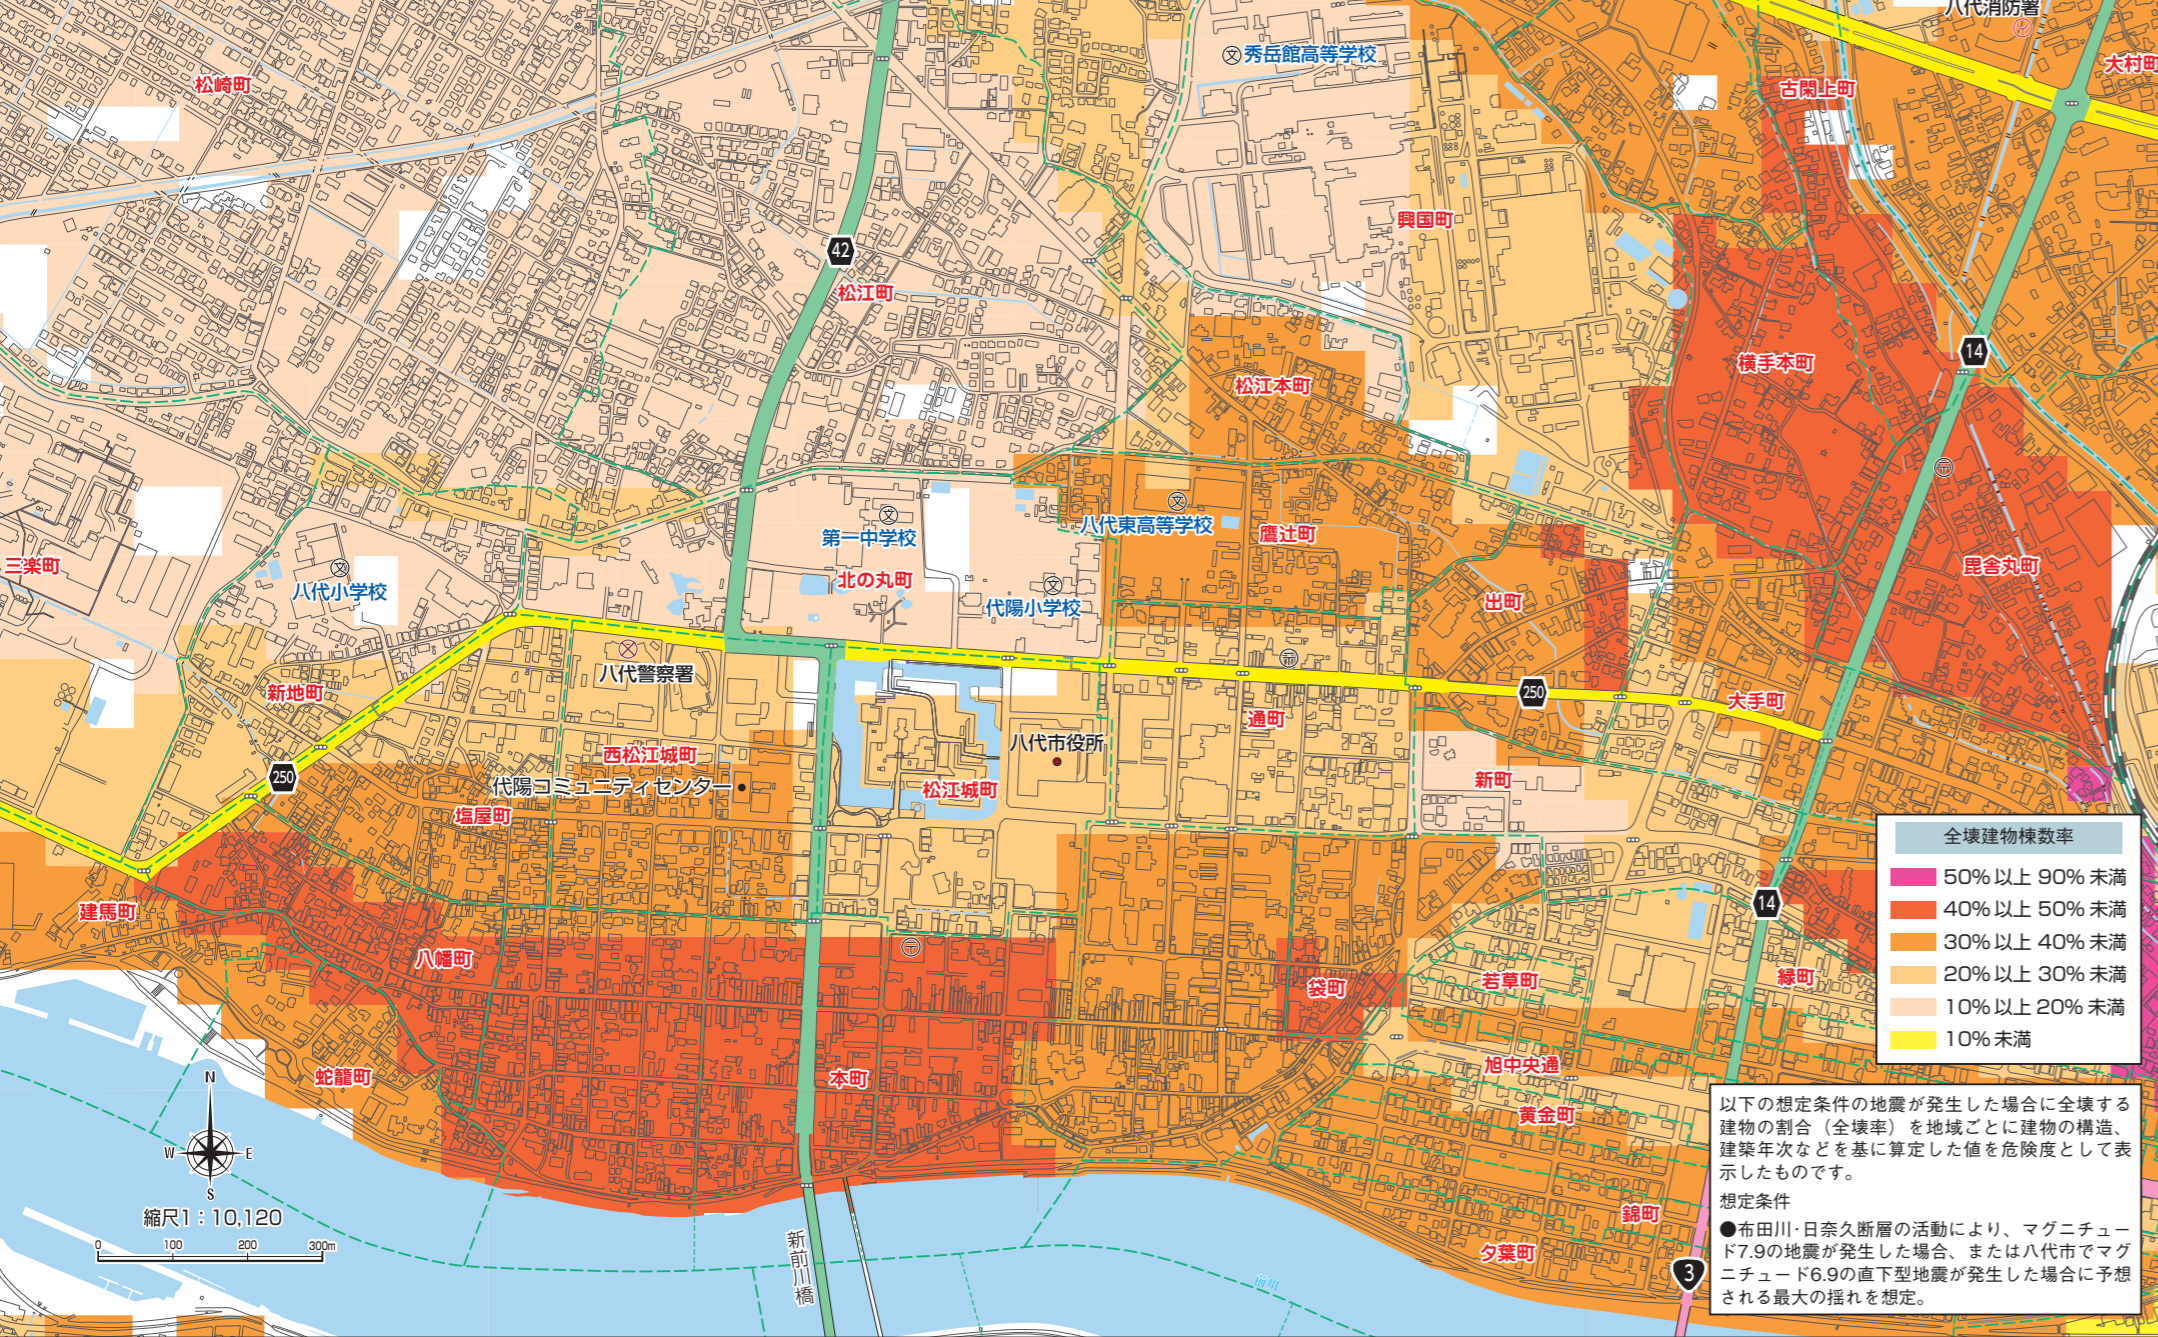 八代消防署
秀岳館高等学校
大村町
松崎町
古閑上町
興国町
42
松江町
14
横手本町
松江本町
八代東高等学校
第一中学校
鷹辻町
三楽町
北の丸町
毘舎丸町
八代小学校
代陽小学校
出町
八代警察署
新地町
250
大手町
通町
八代市役所
西松江城町
250
代陽コミュニティセンター
松江城町
新町
塩屋町
14
建馬町
八幡町
袋町
若草町
緑町
蛇籠町
本町
旭中央通
黄金町
錦町
夕葉町
3
新前川橋
前川
全壊建物棟数率
50%以上 90%未満
40%以上 50%未満
30%以上 40%未満
20%以上 30%未満
10%以上 20%未満
10%未満
以下の想定条件の地震が発生した場合に全壊する
建物の割合（全壊率）を地域ごとに建物の構造、
建築年次などを基に算定した値を危険度として表
示したものです。
想定条件
●布田川･日奈久断層の活動により、マグニチュー
ド7.9の地震が発生した場合、または八代市でマグ
ニチュード6.9の直下型地震が発生した場合に予想
される最大の揺れを想定。
N
W E
S
縮尺1：10,120
0 100 200 300m